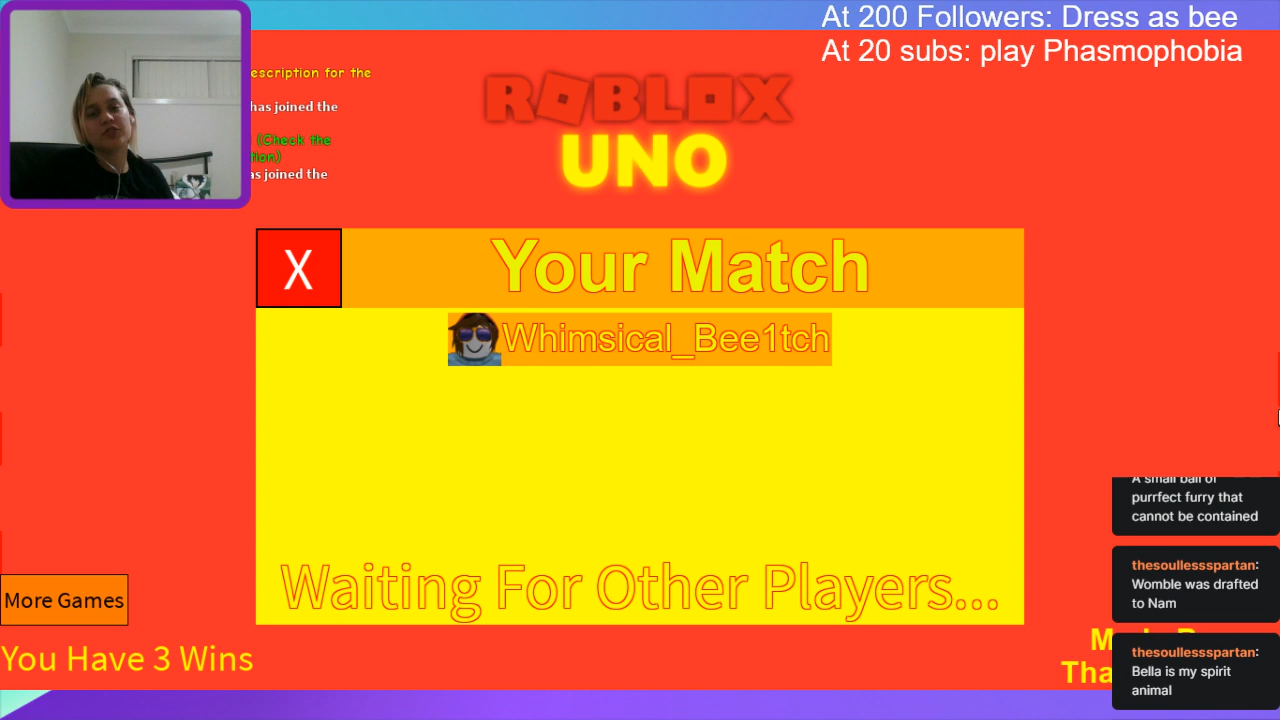 At 200 Followers: Dress as bee
At 20 subs: play Phasmophobia
escription for the
has joined the
(Check the
tion)
as joined the
ROBLOX
UNO
X
Your Match
Whimsical_Bee1tch
Waiting For Other Players...
More Games
You Have 3 Wins
A small ball of
purrfect furry that
cannot be contained
thesoullessspartan:
Womble was drafted
to Nam
thesoullessspartan:
Bella is my spirit
animal
Tha